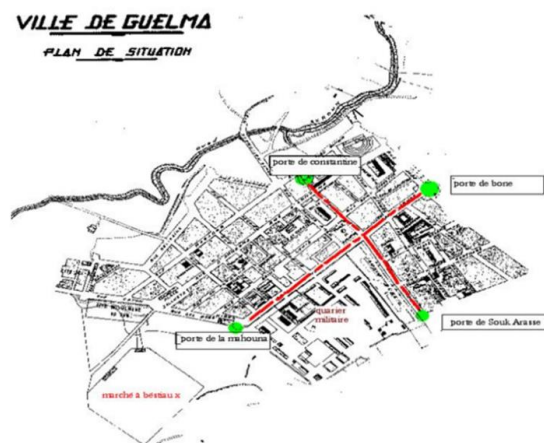 VILLE DE GUELMA
PLAN DE SITUATION
porte de constantine
porte de bone
quarier
militaire
porte de la mahouna
porte de Souk Arasse
marché à bestiaux